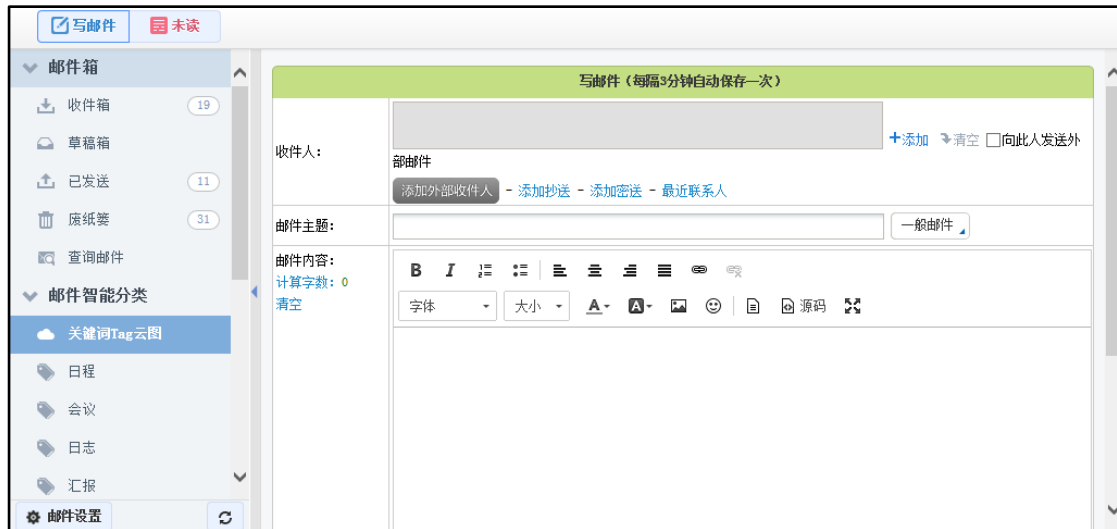 写邮件 未读
邮件箱
收件箱 19
草稿箱
已发送 11
废纸篓 31
查询邮件
邮件智能分类
关键词Tag云图
日程
会议
日志
汇报
邮件设置
写邮件（每隔3分钟自动保存一次）
收件人：
+添加 清空 向此人发送外
部邮件
添加外部收件人 - 添加抄送 - 添加密送 - 最近联系人
邮件主题： 一般邮件
邮件内容：
计算字数：0
清空
B I
字体 大小 A A 源码